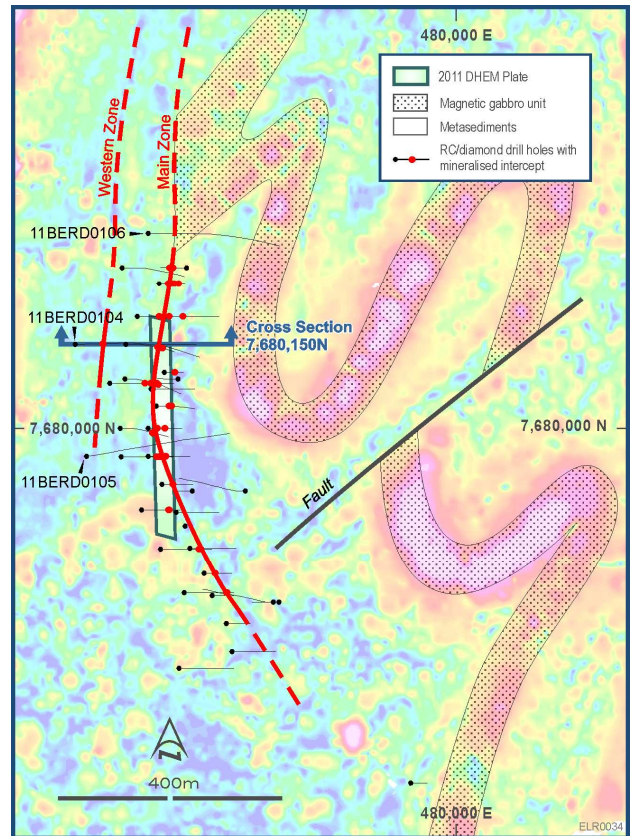 480,000 E
2011 DHEM Plate
Magnetic gabbro unit
Metasediments
RC/diamond drill holes with
mineralised intercept
Western Zone
Main Zone
11BERD0106
11BERD0104
Cross Section
7,680,150N
7,680,000 N
7,680,000 N
11BERD0105
Fault
N
400m
480,000 E
ELR0034